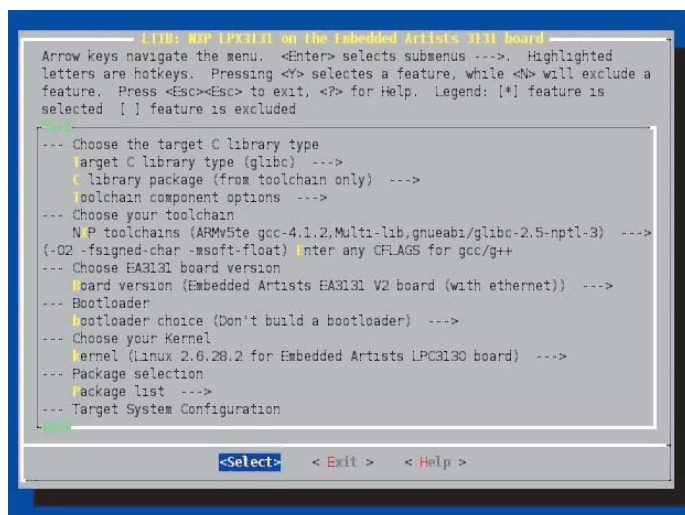 LTIB: NXP LPX3131 on the Embedded Artists 3131 board
Arrow keys navigate the menu. <Enter> selects submenus --->. Highlighted
letters are hotkeys. Pressing <Y> selectes a feature, while <N> will exclude a
feature. Press <Esc><Esc> to exit, <?> for Help. Legend: [*] feature is
selected [ ] feature is excluded
--- Choose the target C library type
Target C library type (glibc) --->
C library package (from toolchain only) --->
Toolchain component options --->
--- Choose your toolchain
NXP toolchains (ARMv5te gcc-4.1.2,Multi-lib,gnueabi/glibc-2.5-nptl-3) --->
(-O2 -fsigned-char -msoft-float) Enter any CFLAGS for gcc/g++
--- Choose EA3131 board version
Board version (Embedded Artists EA3131 V2 board (with ethernet)) --->
--- Bootloader
bootloader choice (Don't build a bootloader) --->
--- Choose your Kernel
kernel (Linux 2.6.28.2 for Embedded Artists LPC3130 board) --->
--- Package selection
Package list --->
--- Target System Configuration
<Select> < Exit > < Help >